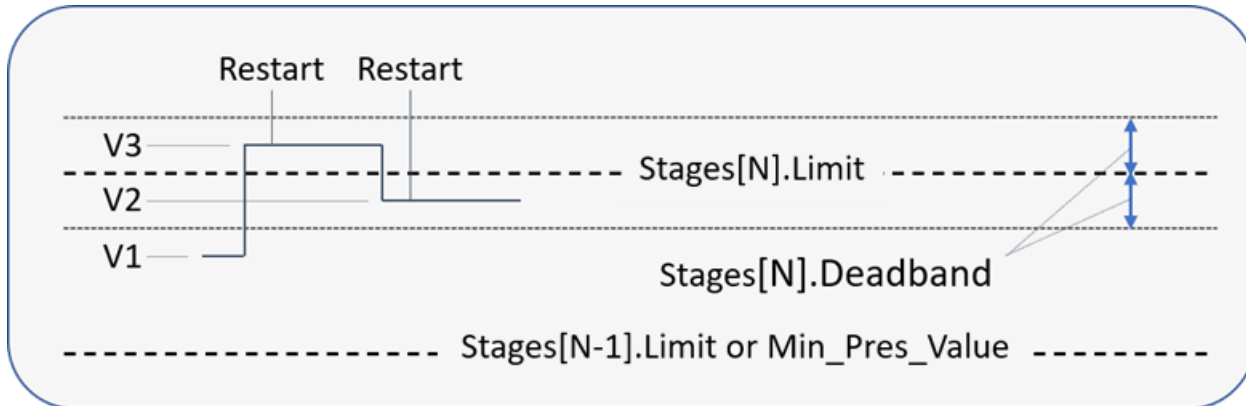 Restart Restart
V3
Stages[N].Limit
V2
V1
Stages[N].Deadband
Stages[N-1].Limit or Min_Pres_Value